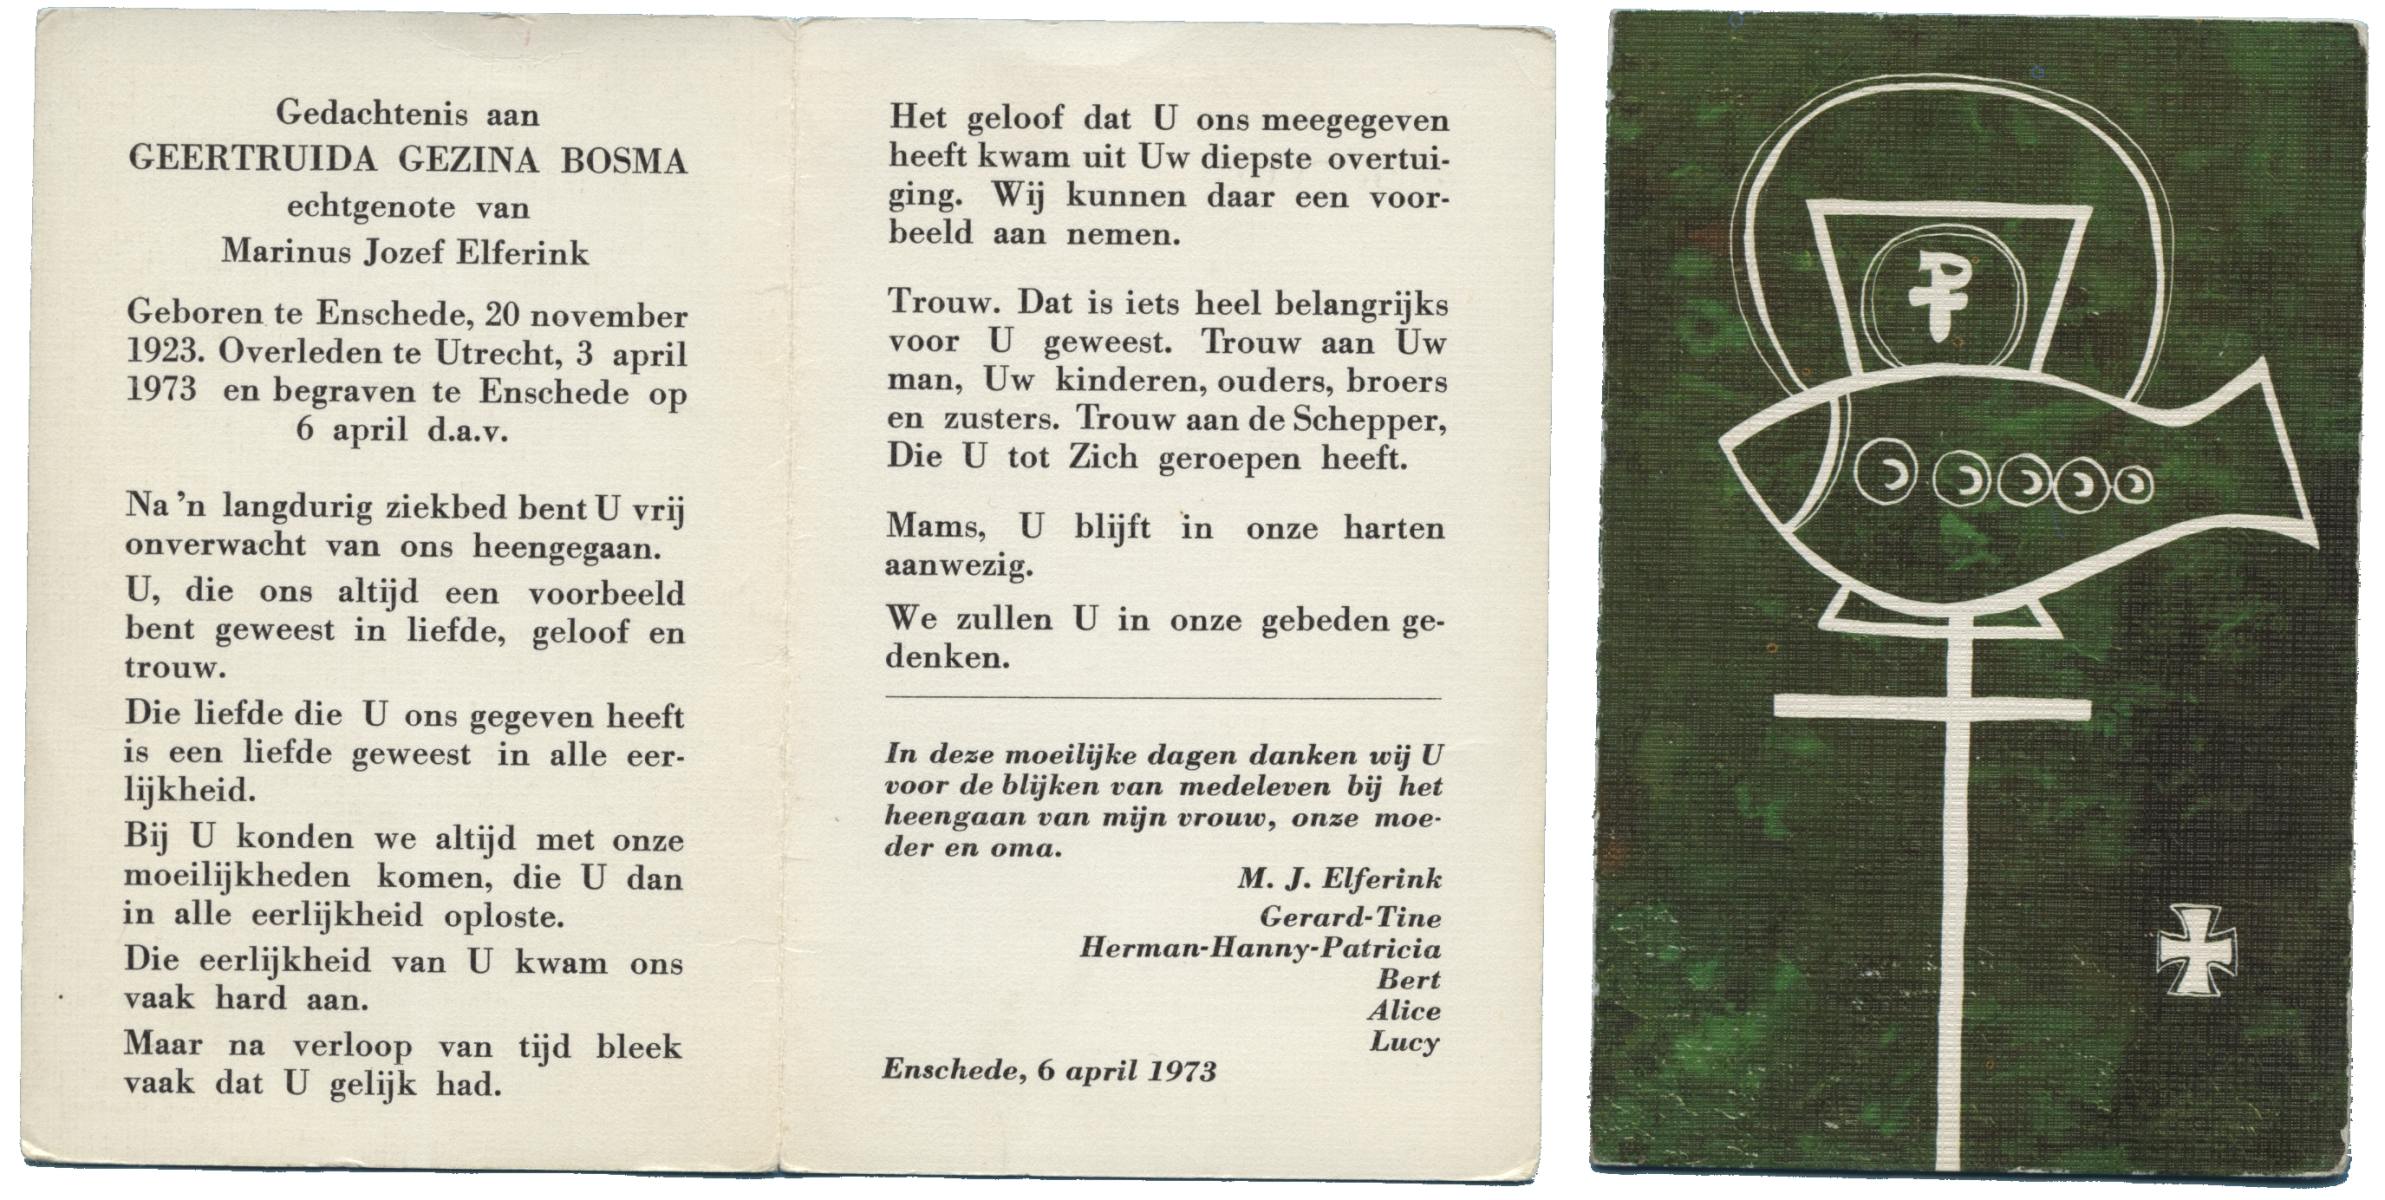 Gedachtenis aan
GEERTRUIDA GEZINA BOSMA
echtgenote van
Marinus Jozef Elferink
Geboren te Enschede, 20 november
1923. Overleden te Utrecht, 3 april
1973 en begraven te Enschede op
6 april d.a.v.
Na 'n langdurig ziekbed bent U vrij
onverwacht van ons heengegaan.
U, die ons altijd een voorbeeld
bent geweest in liefde, geloof en
trouw.
Die liefde die U ons gegeven heeft
is een liefde geweest in alle eer-
lijkheid.
Bij U konden we altijd met onze
moeilijkheden komen, die U dan
in alle eerlijkheid oploste.
Die eerlijkheid van U kwam ons
vaak hard aan.
Maar na verloop van tijd bleek
vaak dat U gelijk had.
Het geloof dat U ons meegegeven
heeft kwam uit Uw diepste overtui-
ging. Wij kunnen daar een voor-
beeld aan nemen.
Trouw. Dat is iets heel belangrijks
voor U geweest. Trouw aan Uw
man, Uw kinderen, ouders, broers
en zusters. Trouw aan de Schepper,
Die U tot Zich geroepen heeft.
Mams, U blijft in onze harten
aanwezig.
We zullen U in onze gebeden ge-
denken.
In deze moeilijke dagen danken wij U
voor de blijken van medeleven bij het
heengaan van mijn vrouw, onze moe-
der en oma.
M. J. Elferink
Gerard-Tine
Herman-Hanny-Patricia
Bert
Alice
Lucy
Enschede, 6 april 1973